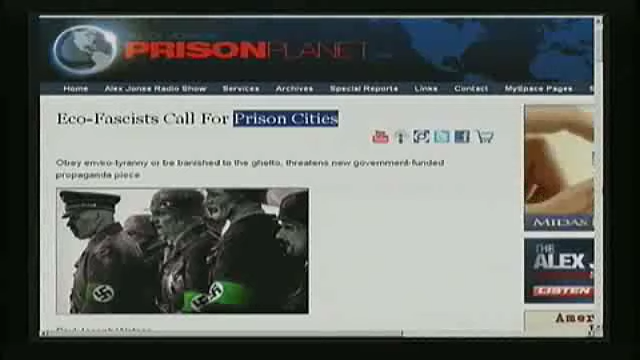 PRISONPLANET
Home Alex Jones Radio Show Services Archives Special Reports Links Contact MySpace Pages
Eco-Fascists Call For Prison Cities
Obey enviro-tyranny or be banished to the ghetto, threatens new government-funded
propaganda piece
MIDAS
THE
ALEX
LISTEN
Amer